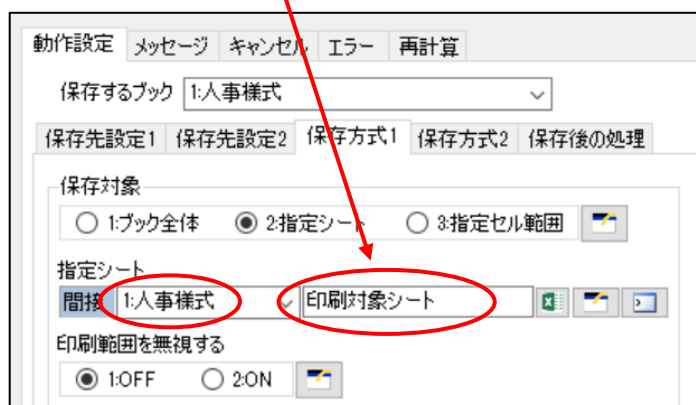 動作設定 メッセージ キャンセル エラー 再計算
保存するブック 1:人事様式
保存先設定1 保存先設定2 保存方式1 保存方式2 保存後の処理
保存対象
1:ブック全体 2:指定シート 3:指定セル範囲
指定シート
間接 1:人事様式 印刷対象シート
印刷範囲を無視する
1:OFF 2:ON